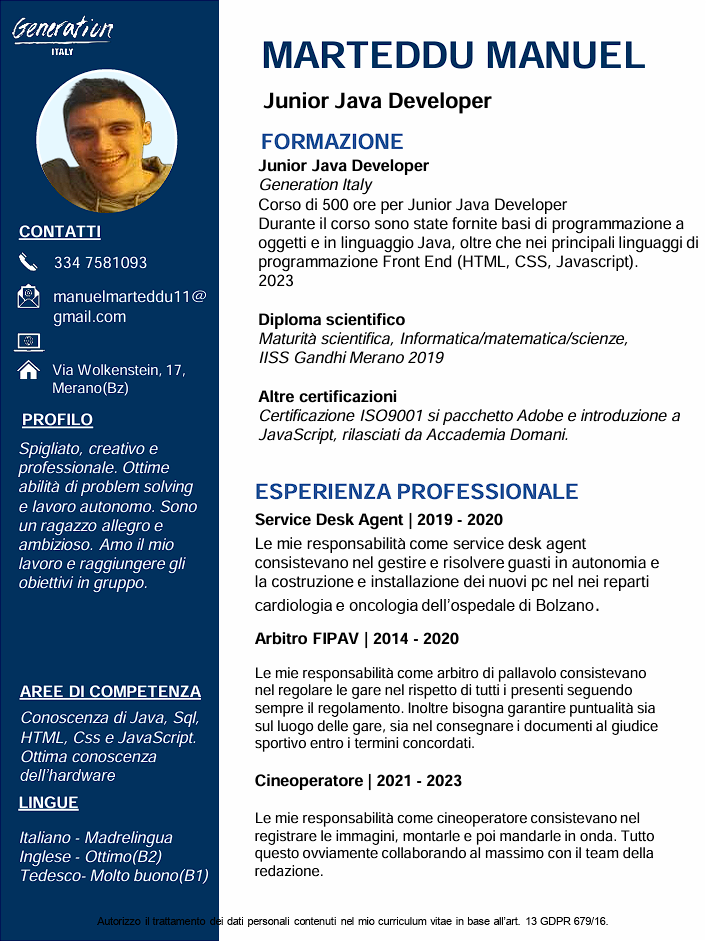 Generation
ITALY
CONTATTI
334 7581093
manuelmarteddu11@
gmail.com
Via Wolkenstein, 17,
Merano(Bz)
PROFILO
Spigliato, creativo e
professionale. Ottime
abilità di problem solving
e lavoro autonomo. Sono
un ragazzo allegro e
ambizioso. Amo il mio
lavoro e raggiungere gli
obiettivi in gruppo.
AREE DI COMPETENZA
Conoscenza di Java, Sql,
HTML, Css e JavaScript.
Ottima conoscenza
dell'hardware
LINGUE
Italiano - Madrelingua
Inglese - Ottimo(B2)
Tedesco- Molto buono(B1)
MARTEDDU MANUEL
Junior Java Developer
FORMAZIONE
Junior Java Developer
Generation Italy
Corso di 500 ore per Junior Java Developer
Durante il corso sono state fornite basi di programmazione a
oggetti e in linguaggio Java, oltre che nei principali linguaggi di
programmazione Front End (HTML, CSS, Javascript).
2023
Diploma scientifico
Maturità scientifica, Informatica/matematica/scienze,
IISS Gandhi Merano 2019
Altre certificazioni
Certificazione ISO9001 si pacchetto Adobe e introduzione a
JavaScript, rilasciati da Accademia Domani.
ESPERIENZA PROFESSIONALE
Service Desk Agent | 2019 - 2020
Le mie responsabilità come service desk agent
consistevano nel gestire e risolvere guasti in autonomia e
la costruzione e installazione dei nuovi pc nel nei reparti
cardiologia e oncologia dell'ospedale di Bolzano.
Arbitro FIPAV | 2014 - 2020
Le mie responsabilità come arbitro di pallavolo consistevano
nel regolare le gare nel rispetto di tutti i presenti seguendo
sempre il regolamento. Inoltre bisogna garantire puntualità sia
sul luogo delle gare, sia nel consegnare i documenti al giudice
sportivo entro i termini concordati.
Cineoperatore | 2021 - 2023
Le mie responsabilità come cineoperatore consistevano nel
registrare le immagini, montarle e poi mandarle in onda. Tutto
questo ovviamente collaborando al massimo con il team della
redazione.
Autorizzo il trattamento dei dati personali contenuti nel mio curriculum vitae in base all'art. 13 GDPR 679/16.